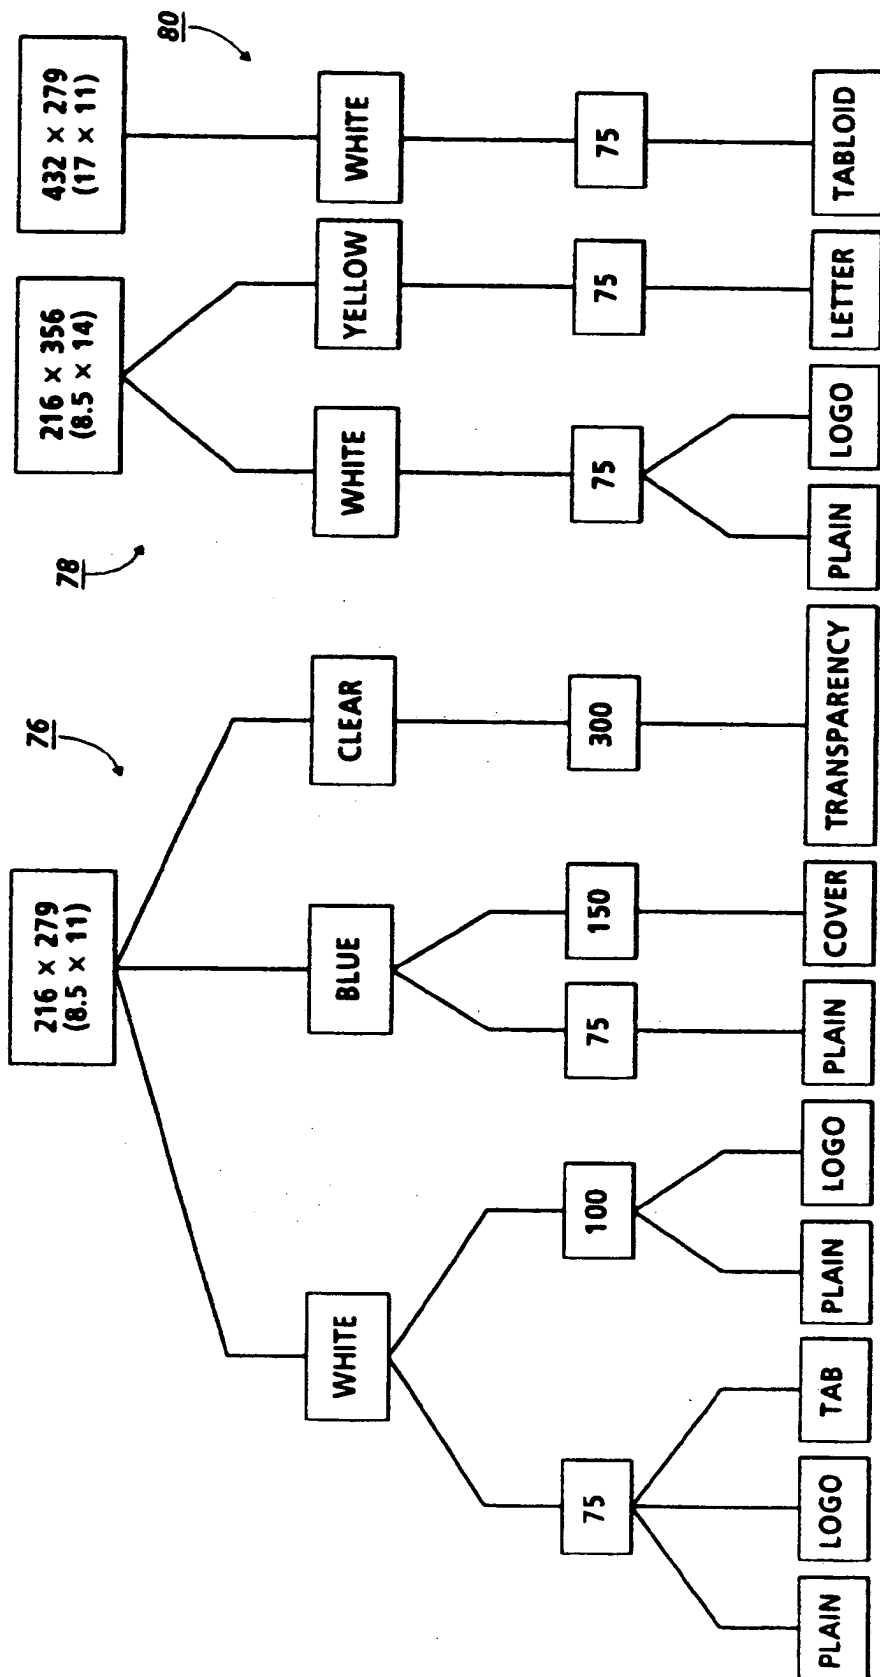 76
78
80
216 × 279
(8.5 × 11)
216 × 356
(8.5 × 14)
432 × 279
(17 × 11)
WHITE
BLUE
CLEAR
WHITE
YELLOW
WHITE
75
100
75
150
300
75
75
75
PLAIN
LOGO
TAB
PLAIN
LOGO
PLAIN
COVER
TRANSPARENCY
PLAIN
LOGO
LETTER
TABLOID